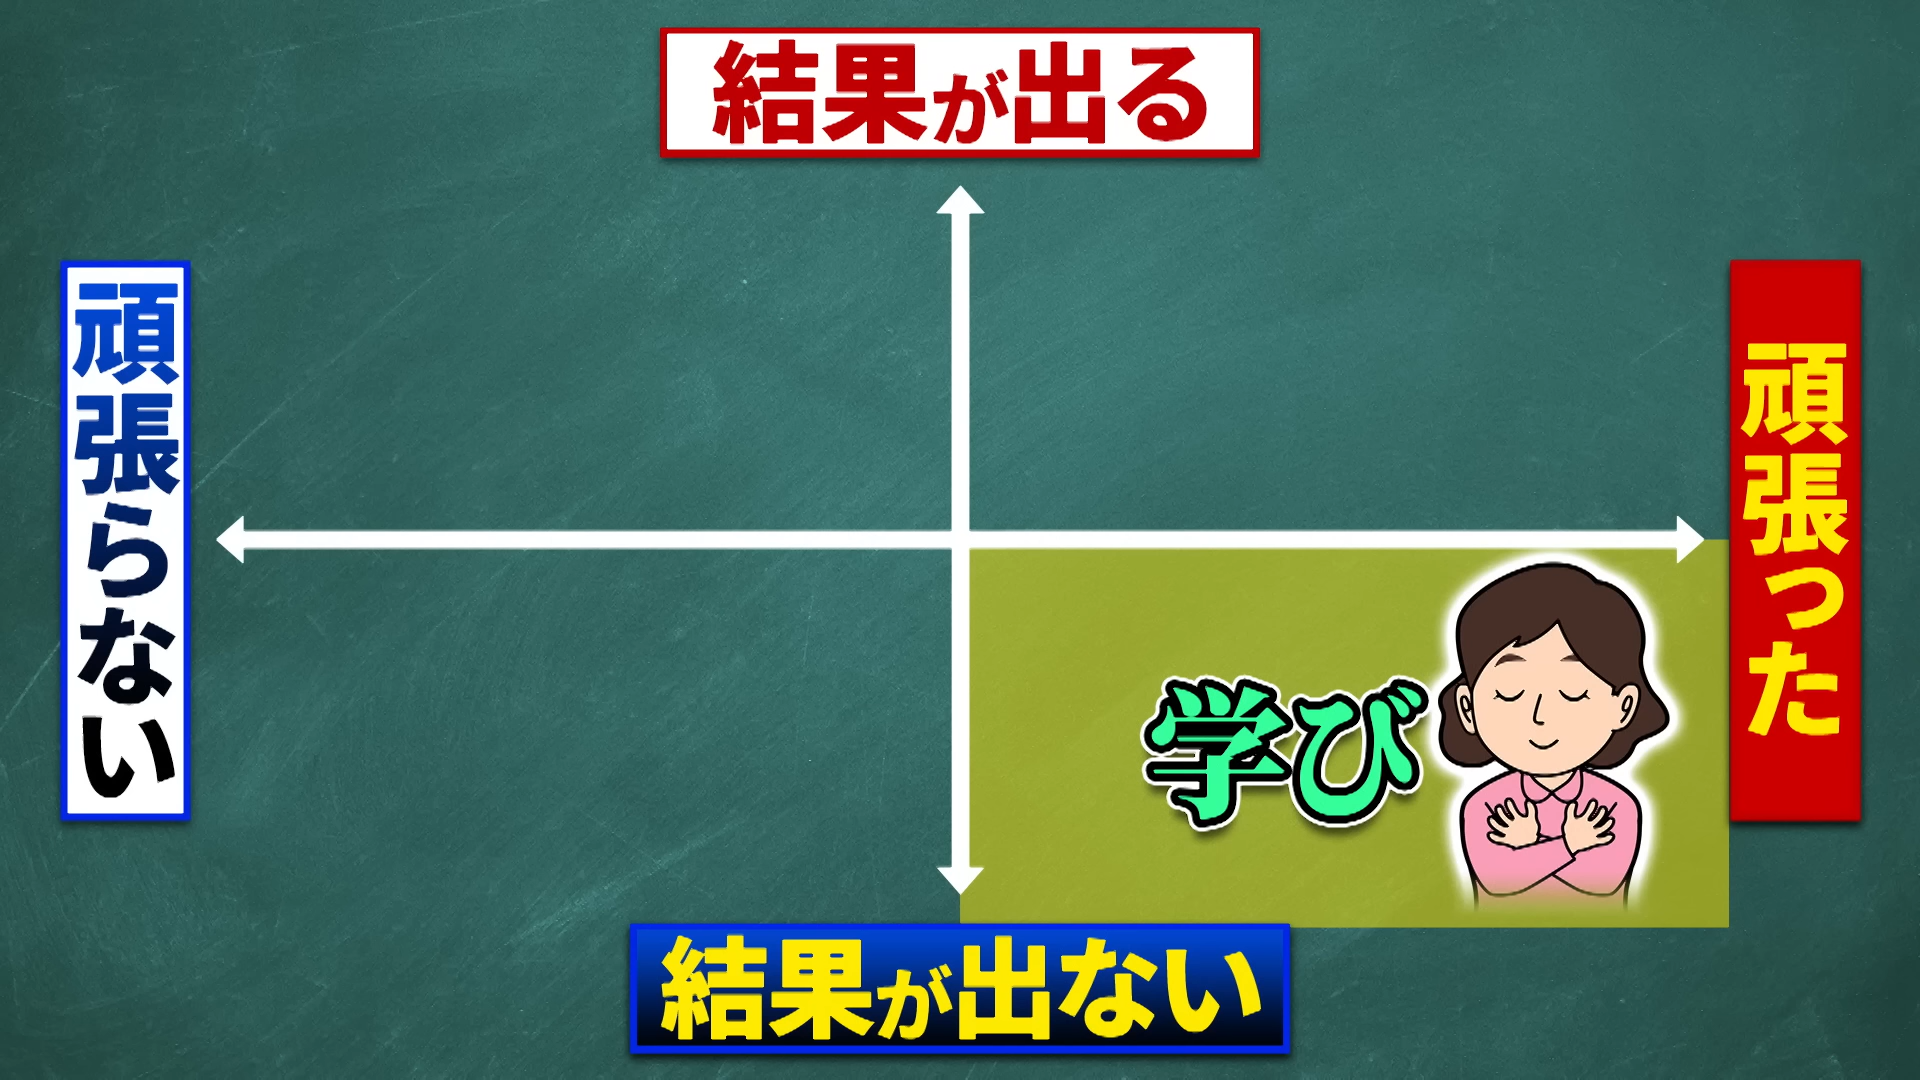 結果が出る
頑張らない
頑張った
学び
結果が出ない